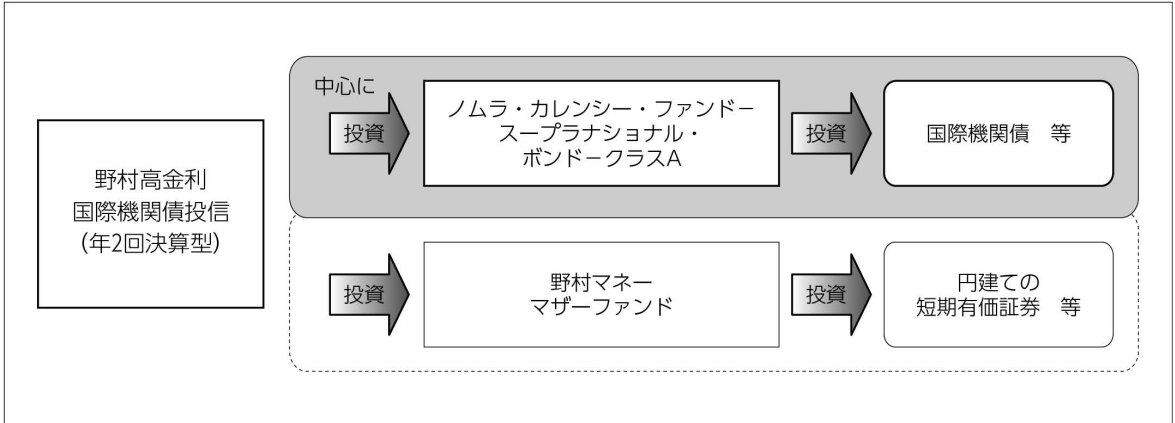 野村高金利
国際機関債投信
(年2回決算型)
中心に
投資
ノムラ・カレンシー・ファンド－
スープラナショナル・
ボンド－クラスA
投資
国際機関債　等
投資
野村マネー
マザーファンド
投資
円建ての
短期有価証券　等